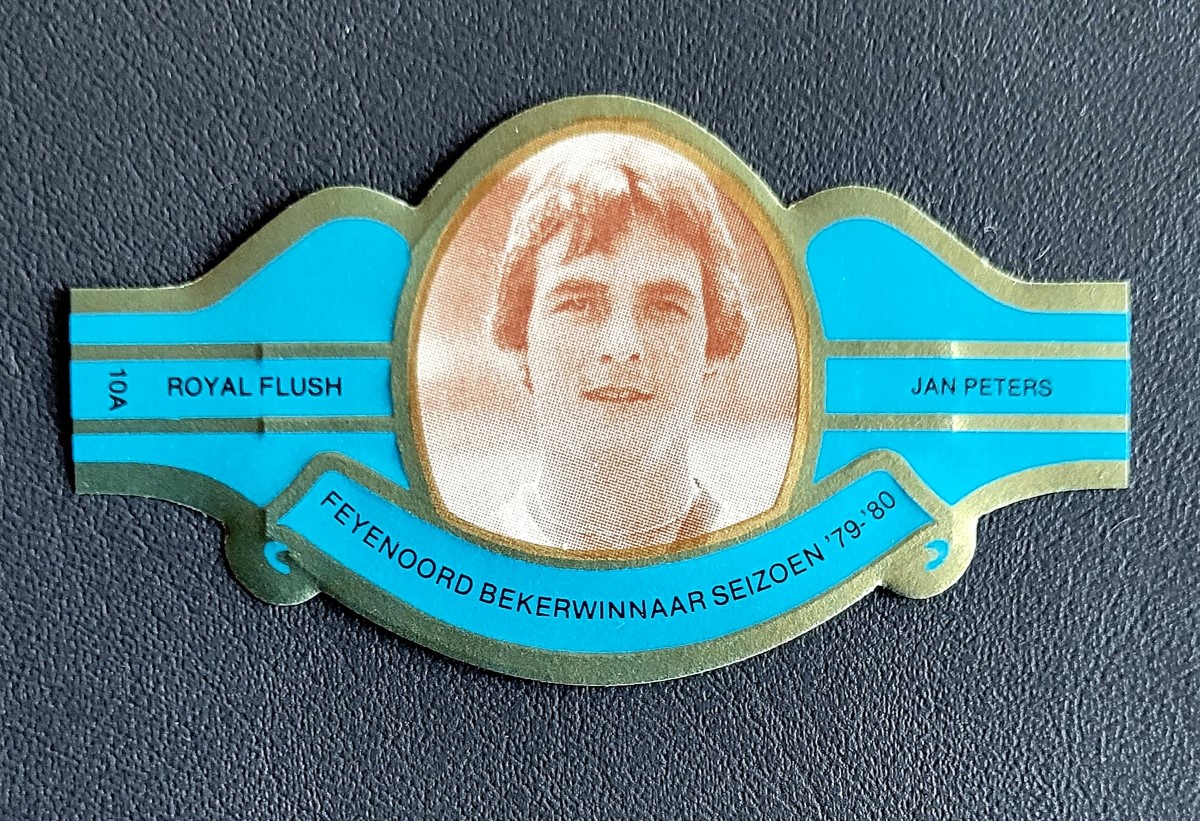 10A
ROYAL FLUSH
JAN PETERS
FEYENOORD BEKERWINNAAR SEIZOEN '79-'80